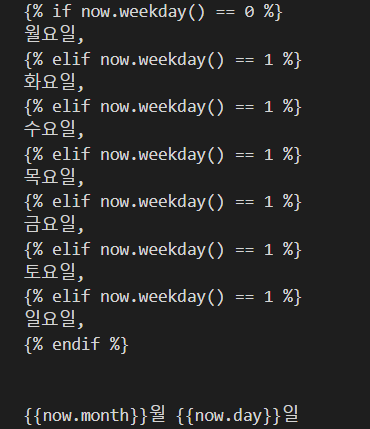 {% if now.weekday() == 0 %}
월요일,
{% elif now.weekday() == 1 %}
화요일,
{% elif now.weekday() == 1 %}
수요일,
{% elif now.weekday() == 1 %}
목요일,
{% elif now.weekday() == 1 %}
금요일,
{% elif now.weekday() == 1 %}
토요일,
{% elif now.weekday() == 1 %}
일요일,
{% endif %}
{{now.month}}월 {{now.day}}일